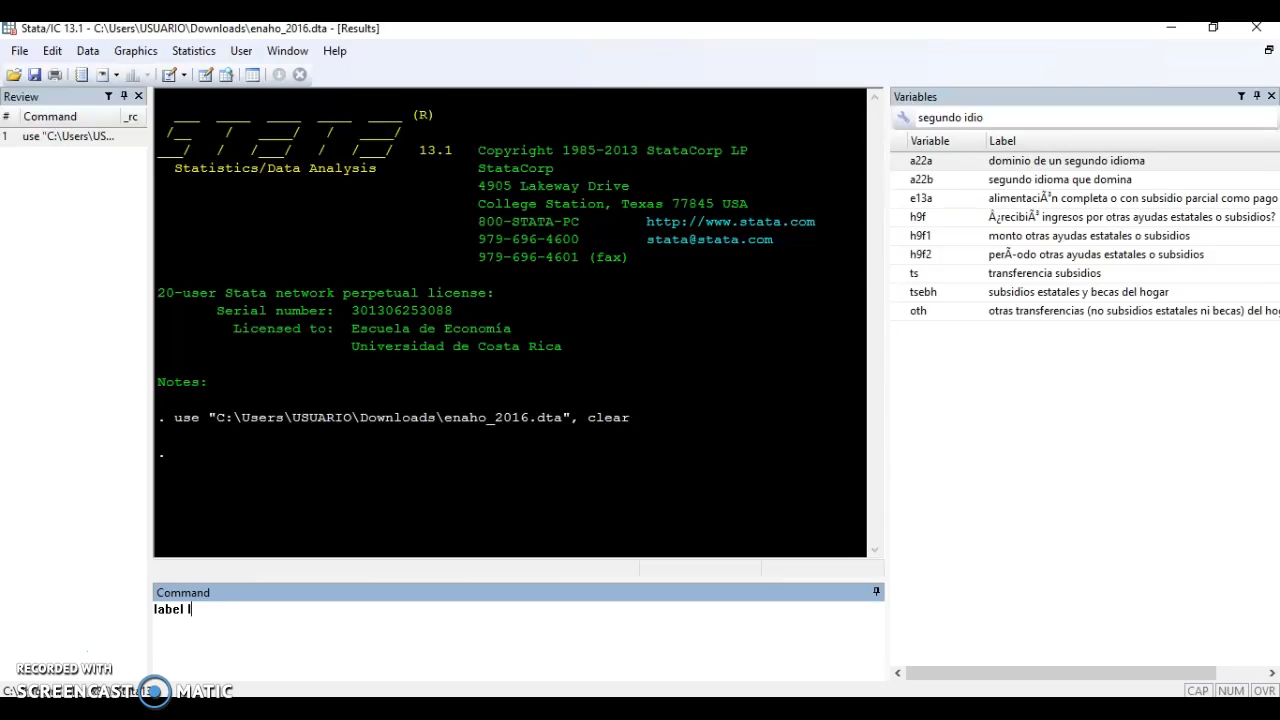 Stata/IC 13.1 - C:\Users\USUARIO\Downloads\enaho_2016.dta - [Results]
File Edit Data Graphics Statistics User Window Help
Review
# Command _rc
1 use "C:\Users\US...
(R)
13.1 Copyright 1985-2013 StataCorp LP
Statistics/Data Analysis StataCorp
4905 Lakeway Drive
College Station, Texas 77845 USA
800-STATA-PC http://www.stata.com
979-696-4600 stata@stata.com
979-696-4601 (fax)
20-user Stata network perpetual license:
Serial number: 301306253088
Licensed to: Escuela de Economía
Universidad de Costa Rica
Notes:
. use "C:\Users\USUARIO\Downloads\enaho_2016.dta", clear
.
Command
label l
Variables
segundo idio
Variable Label
a22a dominio de un segundo idioma
a22b segundo idioma que domina
e13a alimentaciÃ³n completa o con subsidio parcial como pago
h9f Â¿recibiÃ³ ingresos por otras ayudas estatales o subsidios?
h9f1 monto otras ayudas estatales o subsidios
h9f2 perÃ-odo otras ayudas estatales o subsidios
ts transferencia subsidios
tsebh subsidios estatales y becas del hogar
oth otras transferencias (no subsidios estatales ni becas) del hog
RECORDED WITH
SCREENCAST MATIC
CAP NUM OVR